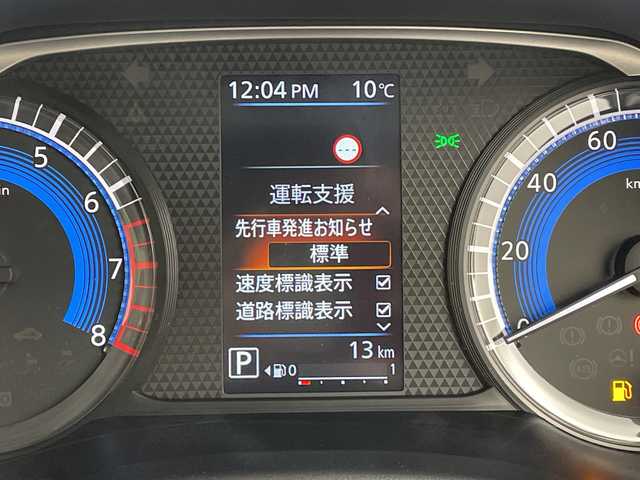 12:04 PM 10℃
運転支援
先行車発進お知らせ
標準
速度標識表示
道路標識表示
13 km
P 0 1
5
6
7
8
60
40
20
0